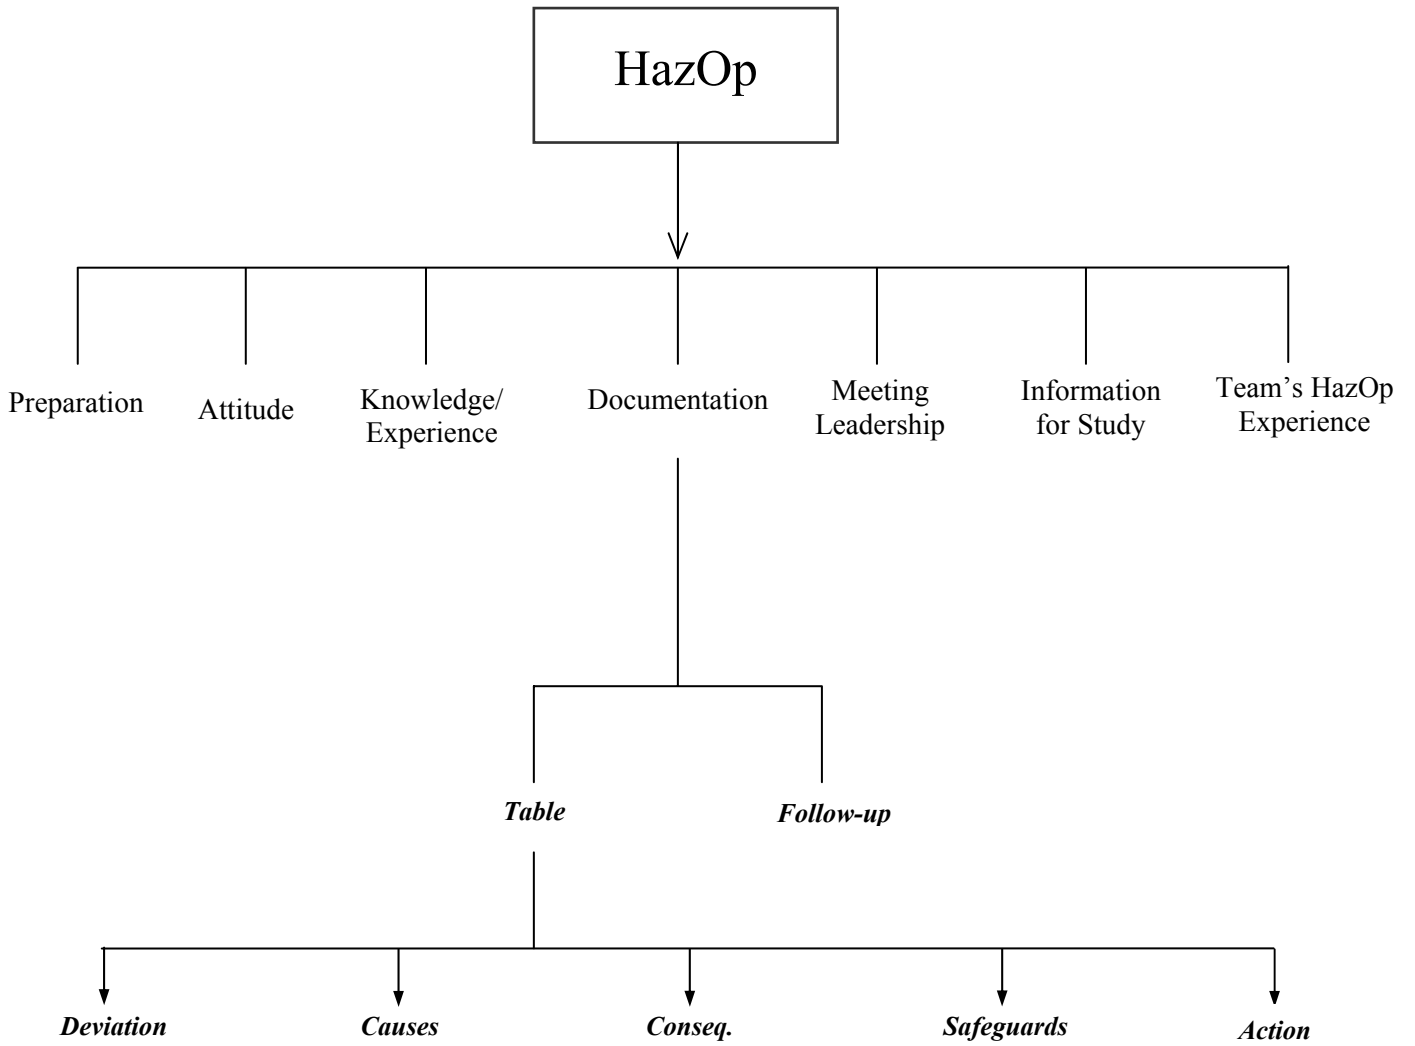 HazOp
Preparation
Attitude
Knowledge/
Experience
Documentation
Meeting
Leadership
Information
for Study
Team’s HazOp
Experience
Table
Follow-up
Deviation
Causes
Conseq.
Safeguards
Action